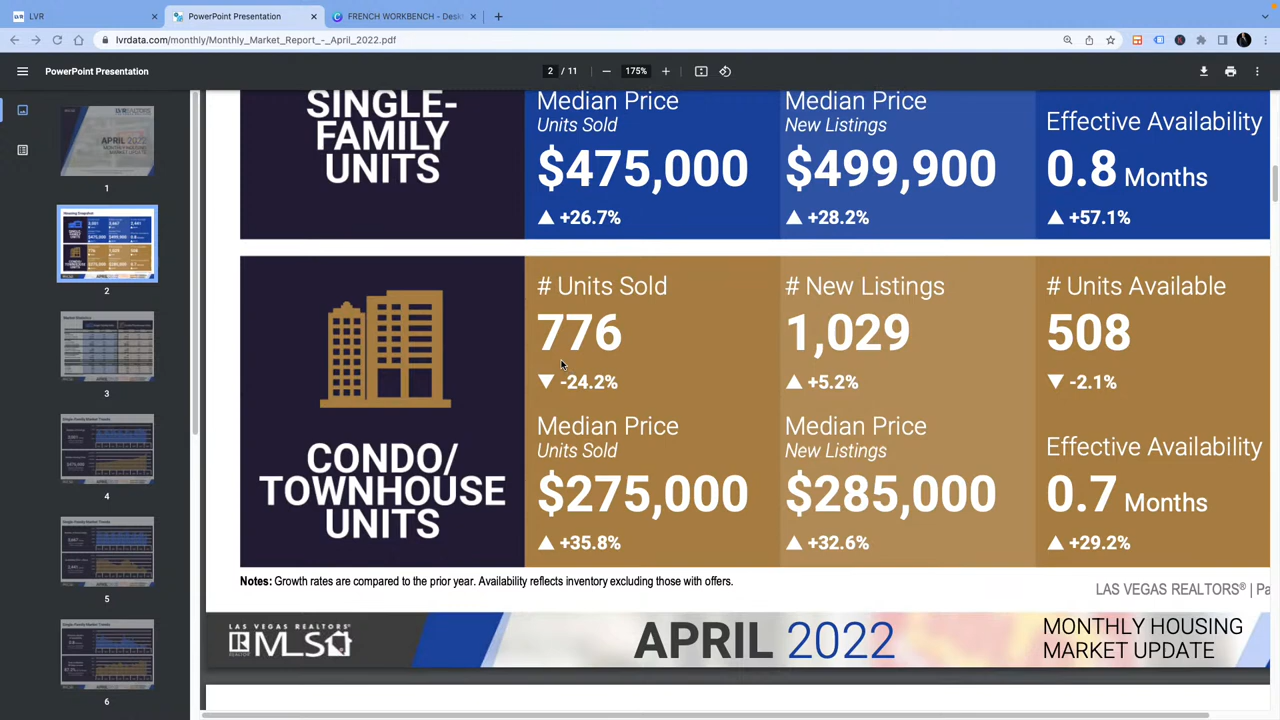 LVR
PowerPoint Presentation
FRENCH WORKBENCH - Desk
lvrdata.com/monthly/Monthly_Market_Report_-_April_2022.pdf
PowerPoint Presentation
2 / 11
175%
SINGLE-
FAMILY
UNITS
Median Price
Units Sold
$475,000
▲ +26.7%
Median Price
New Listings
$499,900
▲ +28.2%
Effective Availability
0.8 Months
▲ +57.1%
# Units Sold
776
▼ -24.2%
# New Listings
1,029
▲ +5.2%
# Units Available
508
▼ -2.1%
CONDO/
TOWNHOUSE
UNITS
Median Price
Units Sold
$275,000
▲ +35.8%
Median Price
New Listings
$285,000
▲ +32.6%
Effective Availability
0.7 Months
▲ +29.2%
Notes: Growth rates are compared to the prior year. Availability reflects inventory excluding those with offers.
LAS VEGAS REALTORS® | Pa
LAS VEGAS REALTORS®
MLS
APRIL 2022
MONTHLY HOUSING
MARKET UPDATE
1
2
3
4
5
6